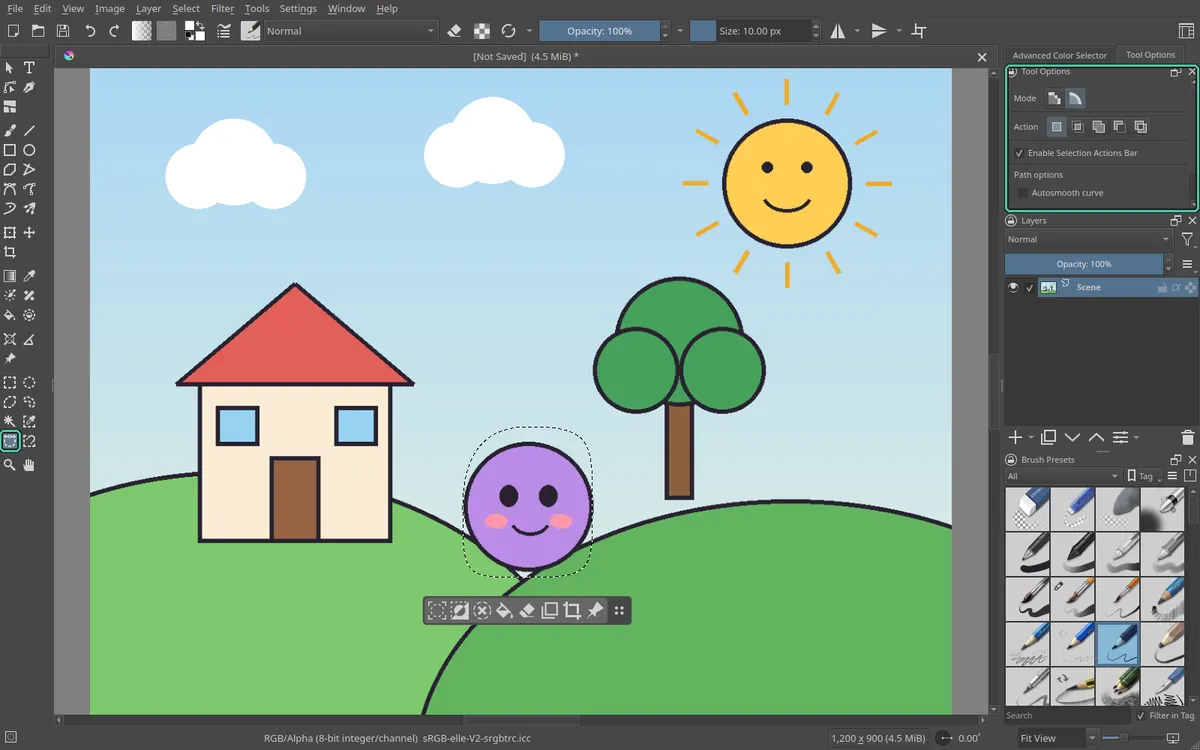 File Edit View Image Layer Select Filter Tools Settings Window Help
Normal Opacity: 100% Size: 10.00 px
[Not Saved] (4.5 MiB) *
Advanced Color Selector Tool Options
Tool Options
Mode
Action
Enable Selection Actions Bar
Path options
Autosmooth curve
Layers
Normal
Opacity: 100%
Scene
Brush Presets
All Tag
Search Filter in Tag
RGB/Alpha (8-bit integer/channel) sRGB-elle-V2-srgbtrc.icc 1,200 x 900 (4.5 MiB) 0.00° Fit View